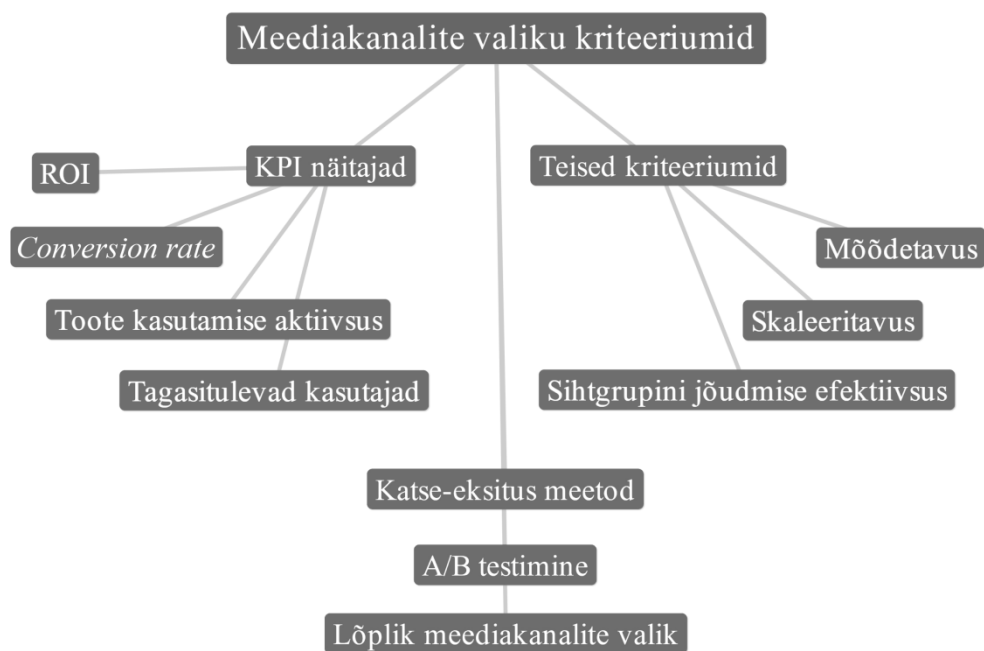 Meediakanalite valiku kriteeriumid
KPI näitajad
ROI
Conversion rate
Toote kasutamise aktiivsus
Tagasitulevad kasutajad
Teised kriteeriumid
Mõõdetavus
Skaleeritavus
Sihtgrupini jõudmise efektiivsus
Katse-eksitus meetod
A/B testimine
Lõplik meediakanalite valik